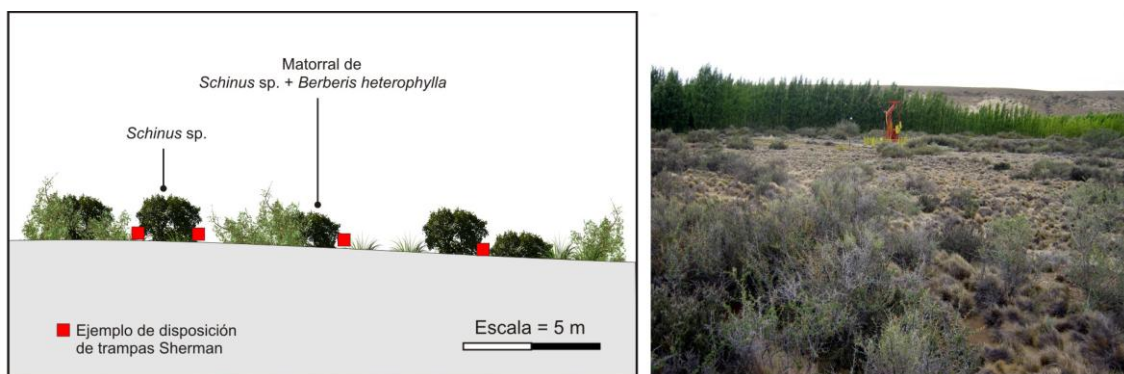 Matorral de
Schinus sp. + Berberis heterophylla
Schinus sp.
Ejemplo de disposición
de trampas Sherman
Escala = 5 m